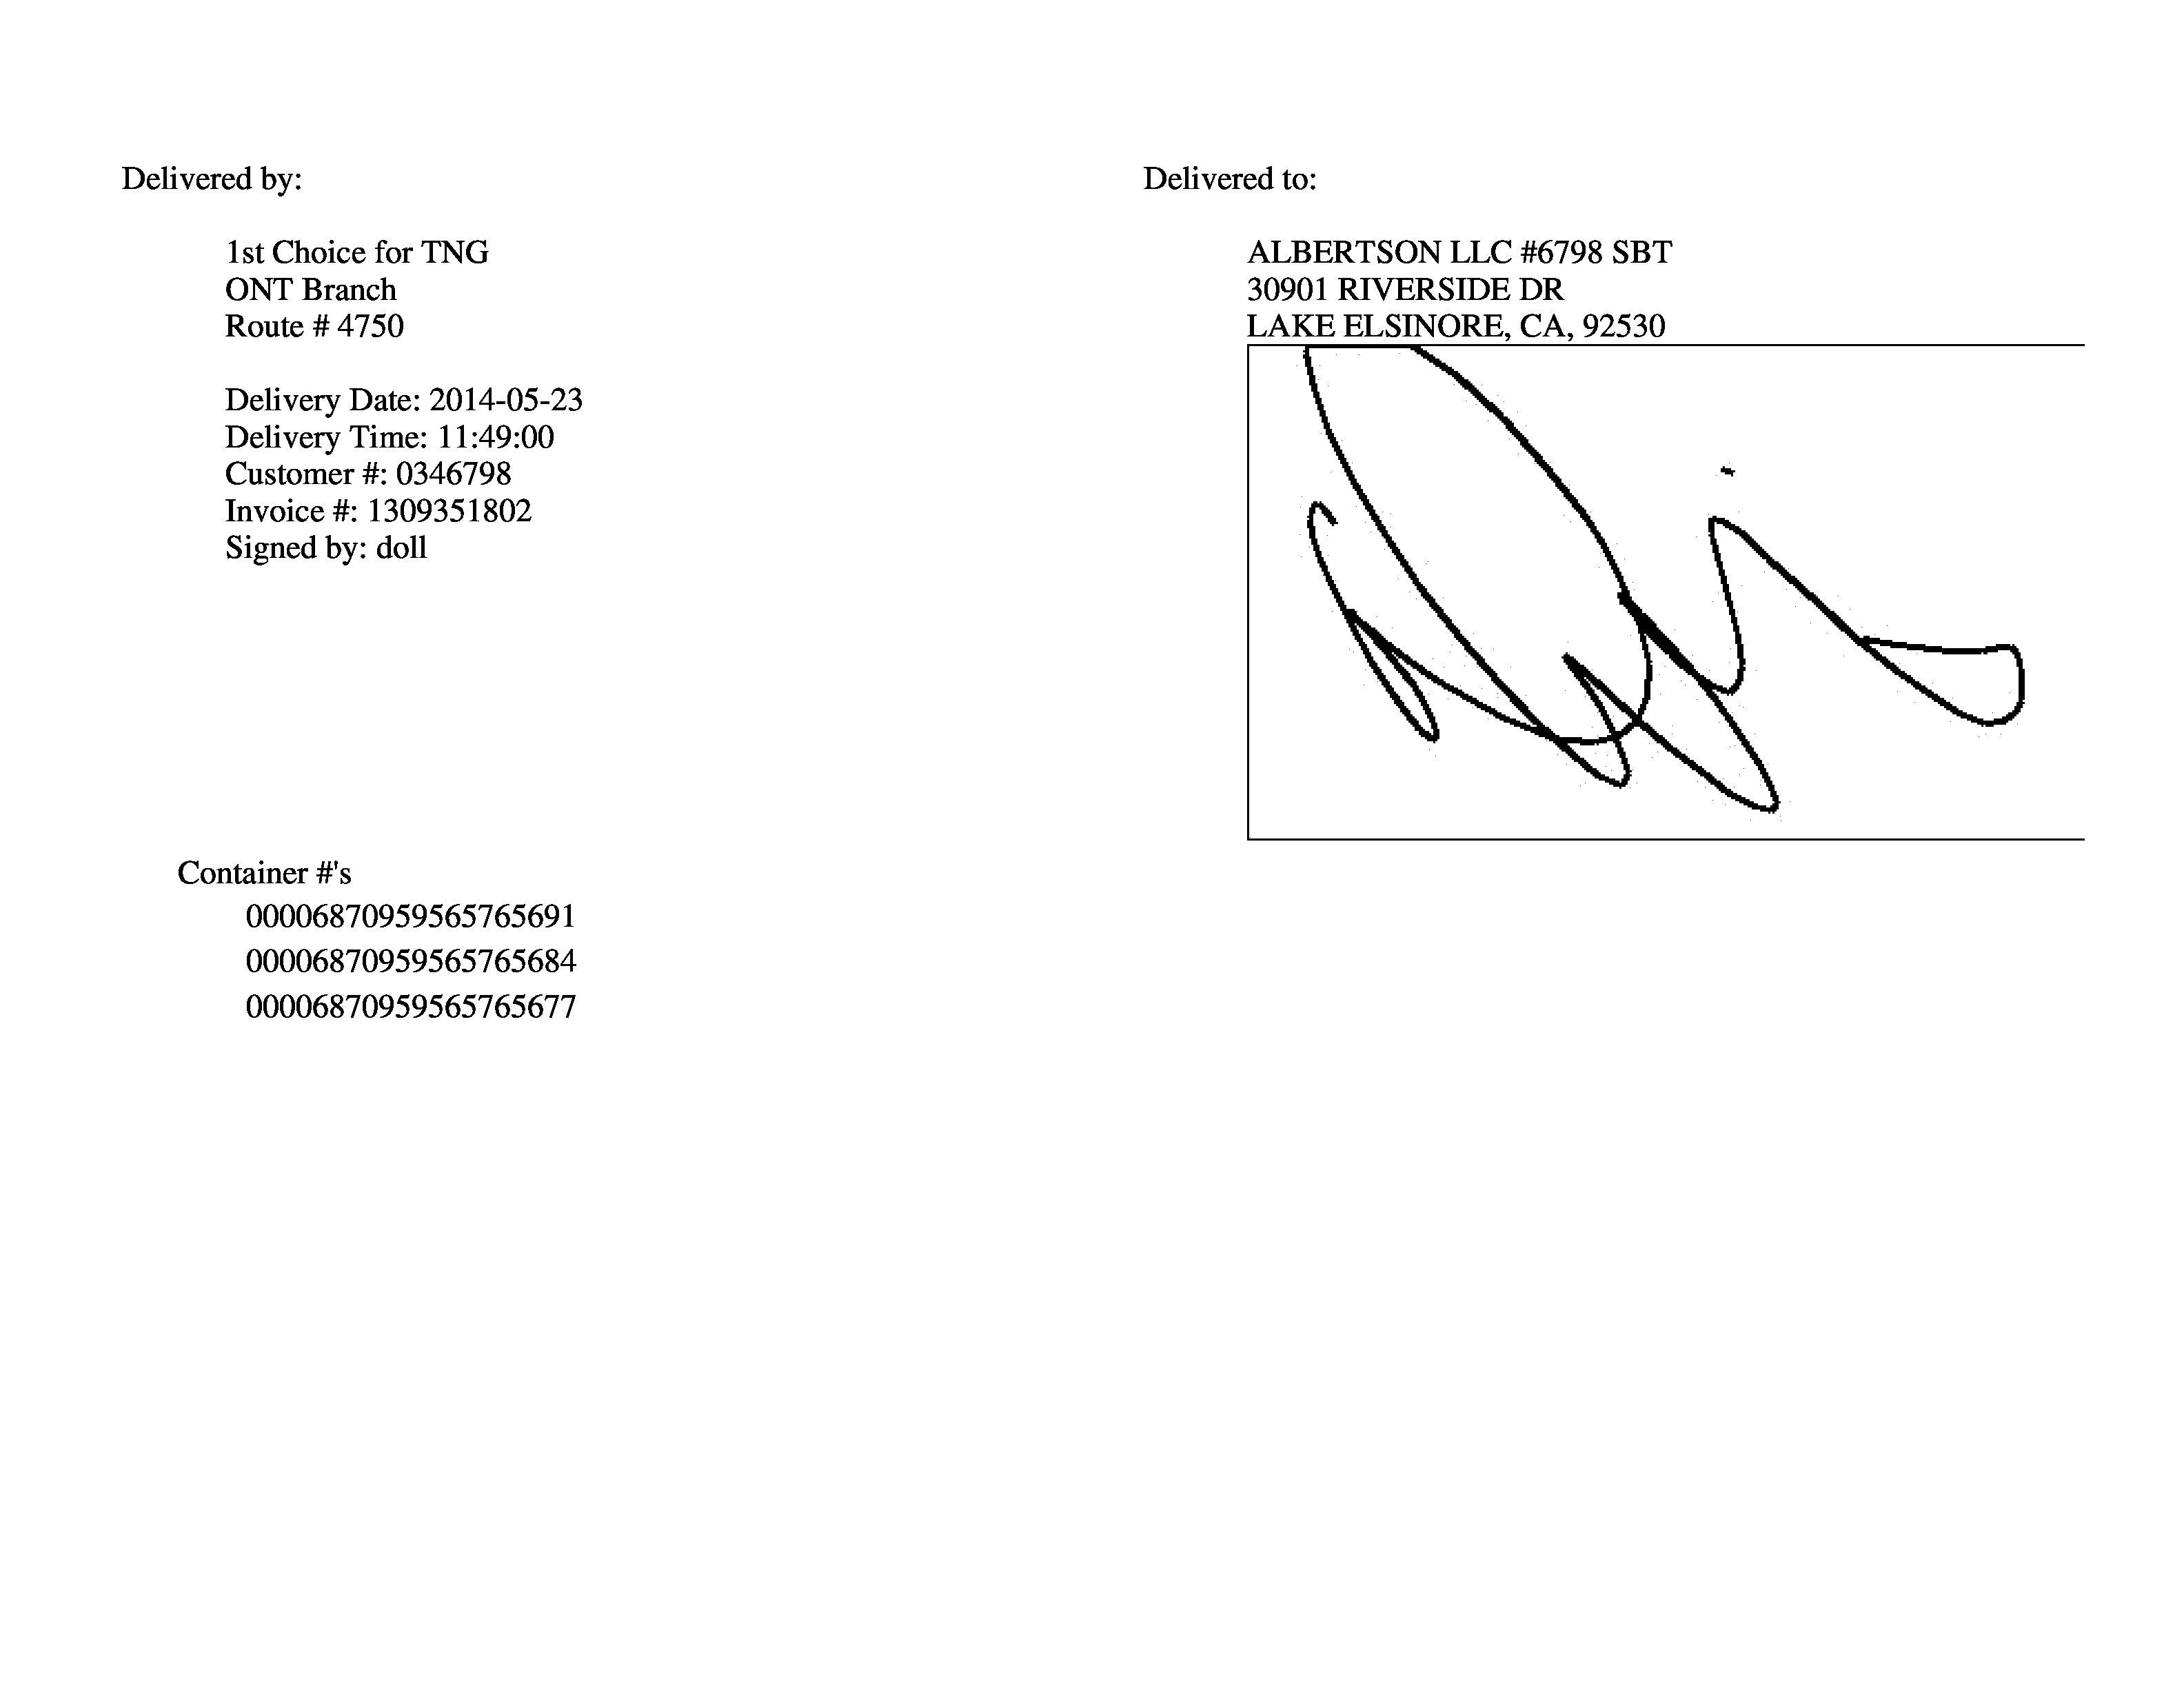 Delivered by:
1st Choice for TNG
ONT Branch
Route # 4750
Delivery Date: 2014-05-23
Delivery Time: 11:49:00
Customer #: 0346798
Invoice #: 1309351802
Signed by: doll
Delivered to:
ALBERTSON LLC #6798 SBT
30901 RIVERSIDE DR
LAKE ELSINORE, CA, 92530
Container #'s
00006870959565765691
00006870959565765684
00006870959565765677